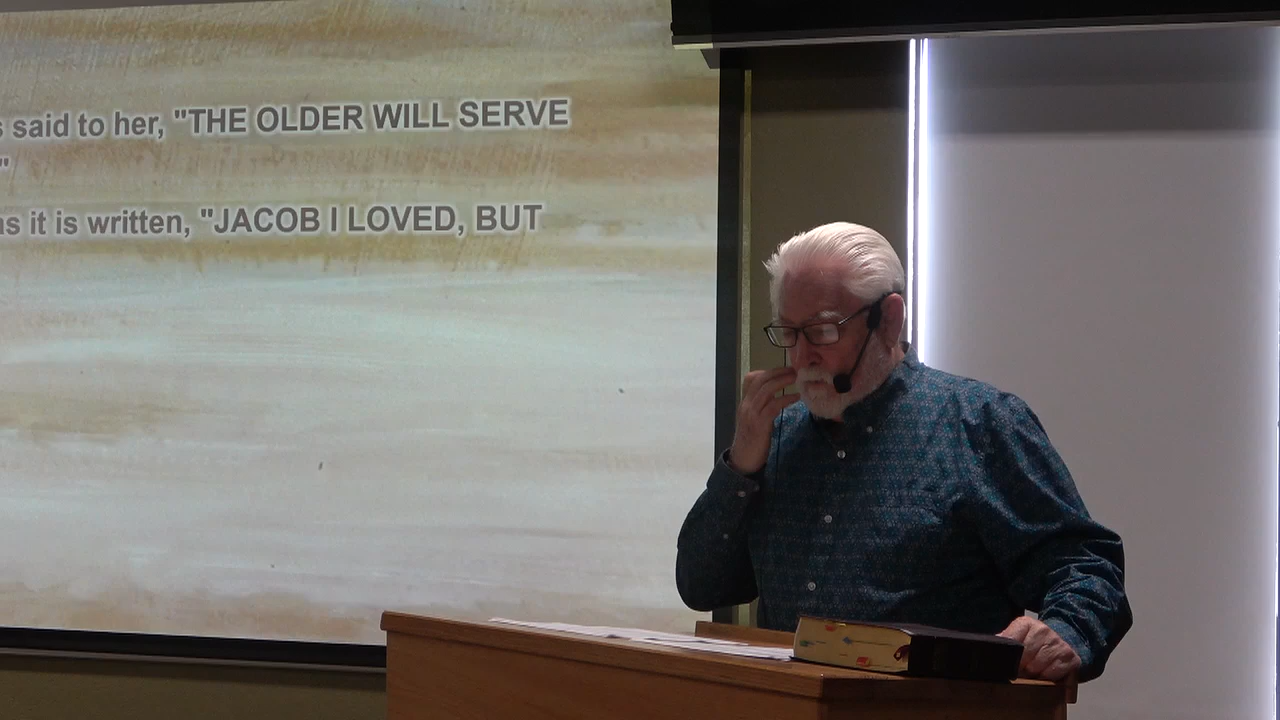 said to her, "THE OLDER WILL SERVE
"
as it is written, "JACOB I LOVED, BUT